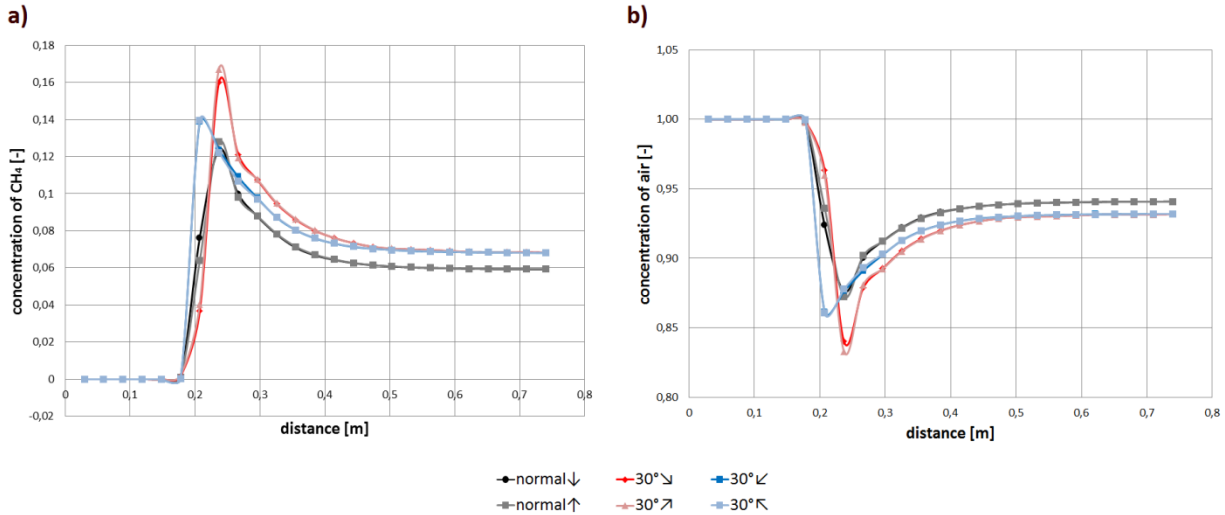 a)
concentration of CH₄ [-]
0,18
0,16
0,14
0,12
0,1
0,08
0,06
0,04
0,02
0
-0,02
0 0,1 0,2 0,3 0,4 0,5 0,6 0,7 0,8
distance [m]
b)
concentration of air [-]
1,05
1,00
0,95
0,90
0,85
0,80
0 0,1 0,2 0,3 0,4 0,5 0,6 0,7 0,8
distance [m]
normal↓ 30°↘ 30°↙
normal↑ 30°↗ 30°↖